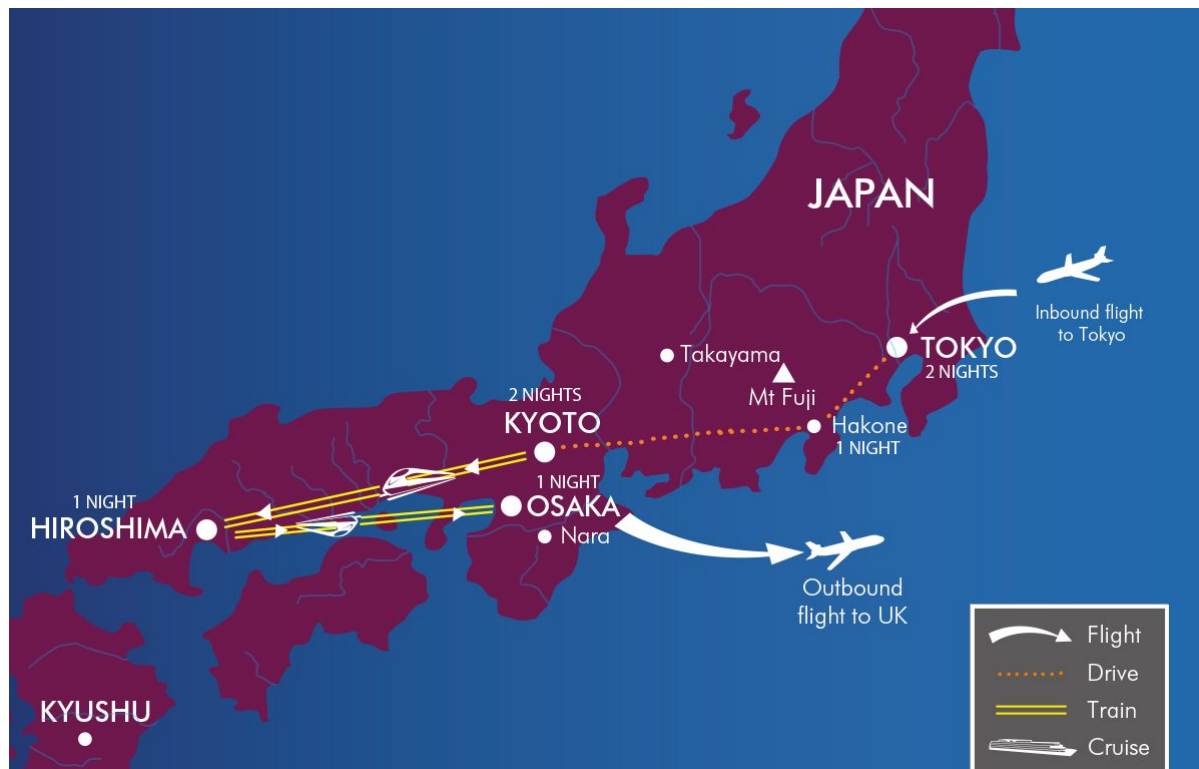 JAPAN
Inbound flight
to Tokyo
TOKYO
2 NIGHTS
Takayama
Mt Fuji
Hakone
1 NIGHT
2 NIGHTS
KYOTO
1 NIGHT
OSAKA
Nara
1 NIGHT
HIROSHIMA
Outbound
flight to UK
KYUSHU
Flight
Drive
Train
Cruise